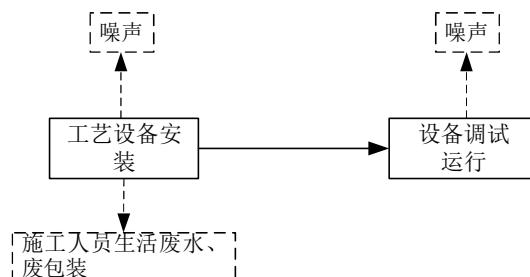 噪声
噪声
工艺设备安
装
设备调试
运行
施工人员生活废水、
废包装